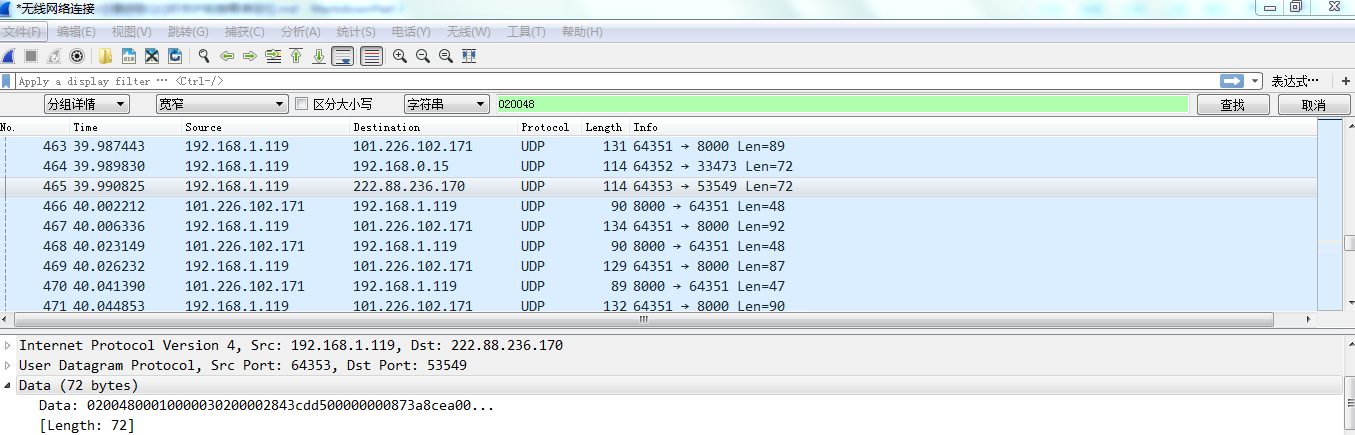 *无线网络连接
文件(F) 编辑(E) 视图(V) 跳转(G) 捕获(C) 分析(A) 统计(S) 电话(Y) 无线(W) 工具(T) 帮助(H)
Apply a display filter … <Ctrl-/> 表达式… +
分组详情 宽窄 区分大小写 字符串 020048 查找 取消
No. Time Source Destination Protocol Length Info
463 39.987443 192.168.1.119 101.226.102.171 UDP 131 64351 → 8000 Len=89
464 39.989830 192.168.1.119 192.168.0.15 UDP 114 64352 → 33473 Len=72
465 39.990825 192.168.1.119 222.88.236.170 UDP 114 64353 → 53549 Len=72
466 40.002212 101.226.102.171 192.168.1.119 UDP 90 8000 → 64351 Len=48
467 40.006336 192.168.1.119 101.226.102.171 UDP 134 64351 → 8000 Len=92
468 40.023149 101.226.102.171 192.168.1.119 UDP 90 8000 → 64351 Len=48
469 40.026232 192.168.1.119 101.226.102.171 UDP 129 64351 → 8000 Len=87
470 40.041390 101.226.102.171 192.168.1.119 UDP 89 8000 → 64351 Len=47
471 40.044853 192.168.1.119 101.226.102.171 UDP 132 64351 → 8000 Len=90
Internet Protocol Version 4, Src: 192.168.1.119, Dst: 222.88.236.170
User Datagram Protocol, Src Port: 64353, Dst Port: 53549
Data (72 bytes)
Data: 02004800010000030200002843cdd500000000873a8cea00...
[Length: 72]